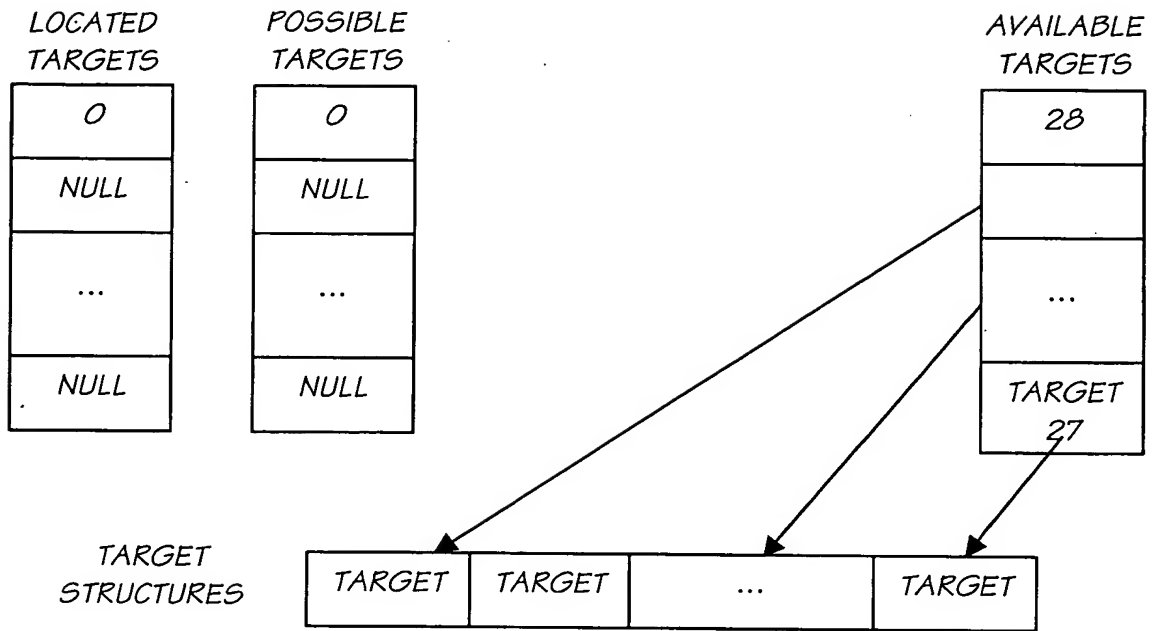 LOCATED
TARGETS
0
NULL
...
NULL
POSSIBLE
TARGETS
0
NULL
...
NULL
AVAILABLE
TARGETS
28
...
TARGET
27
TARGET
STRUCTURES
TARGET
TARGET
...
TARGET